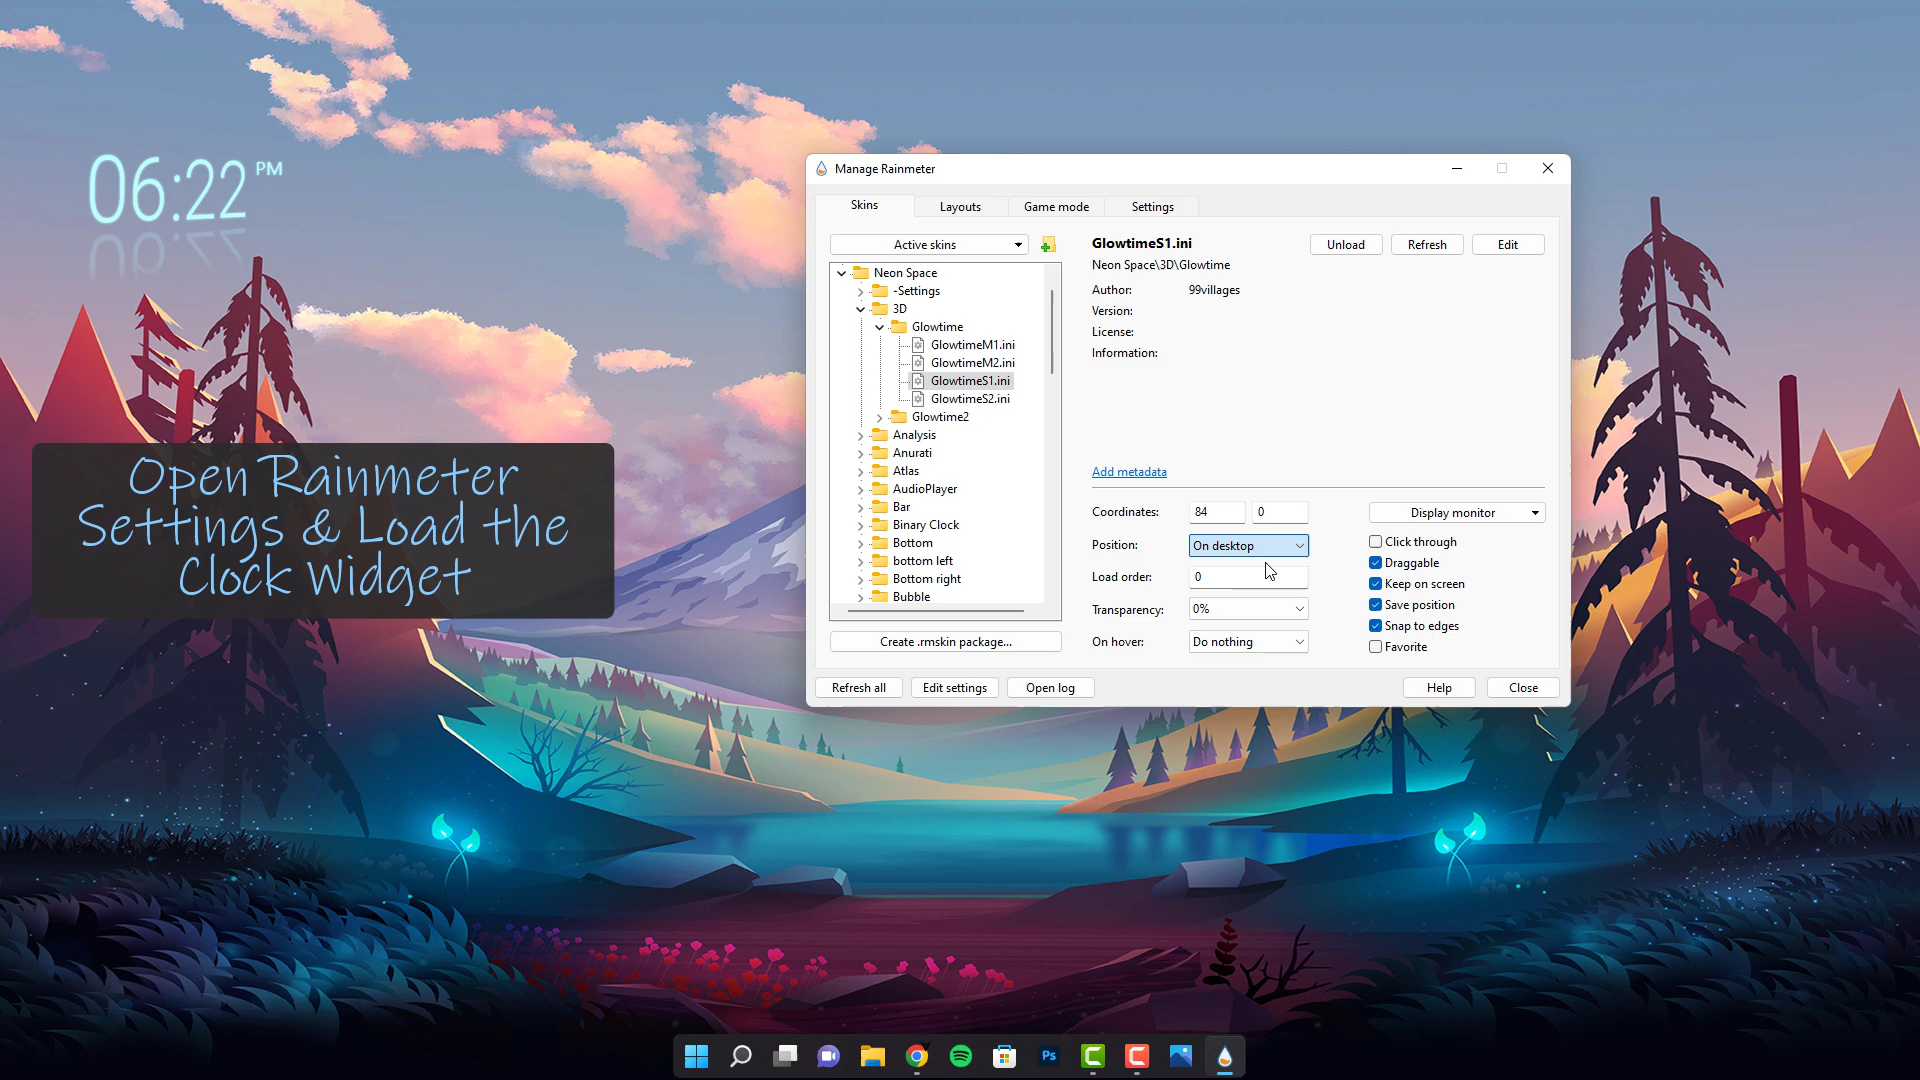 06:22 PM
Open Rainmeter
Settings & Load the
Clock Widget
Manage Rainmeter
Skins
Layouts
Game mode
Settings
Active skins
Neon Space
-Settings
3D
Glowtime
GlowtimeM1.ini
GlowtimeM2.ini
GlowtimeS1.ini
GlowtimeS2.ini
Glowtime2
Analysis
Anurati
Atlas
AudioPlayer
Bar
Binary Clock
Bottom
bottom left
Bottom right
Bubble
Create .rmskin package...
GlowtimeS1.ini
Unload
Refresh
Edit
Neon Space\3D\Glowtime
Author: 99villages
Version:
License:
Information:
Add metadata
Coordinates: 84 0
Display monitor
Position: On desktop
Load order: 0
Transparency: 0%
On hover: Do nothing
Click through
Draggable
Keep on screen
Save position
Snap to edges
Favorite
Refresh all
Edit settings
Open log
Help
Close
Ps